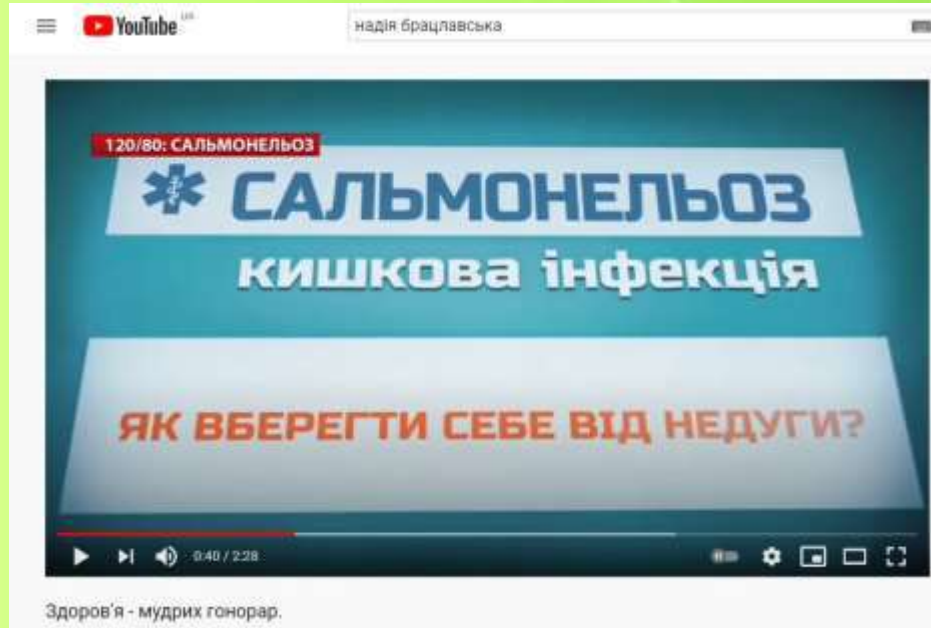 YouTube UA
надія брацлавська
120/80: САЛЬМОНЕЛЬОЗ
САЛЬМОНЕЛЬОЗ
кишкова інфекція
ЯК ВБЕРЕГТИ СЕБЕ ВІД НЕДУГИ?
0:40 / 2:28
Здоров'я - мудрих гонорар.